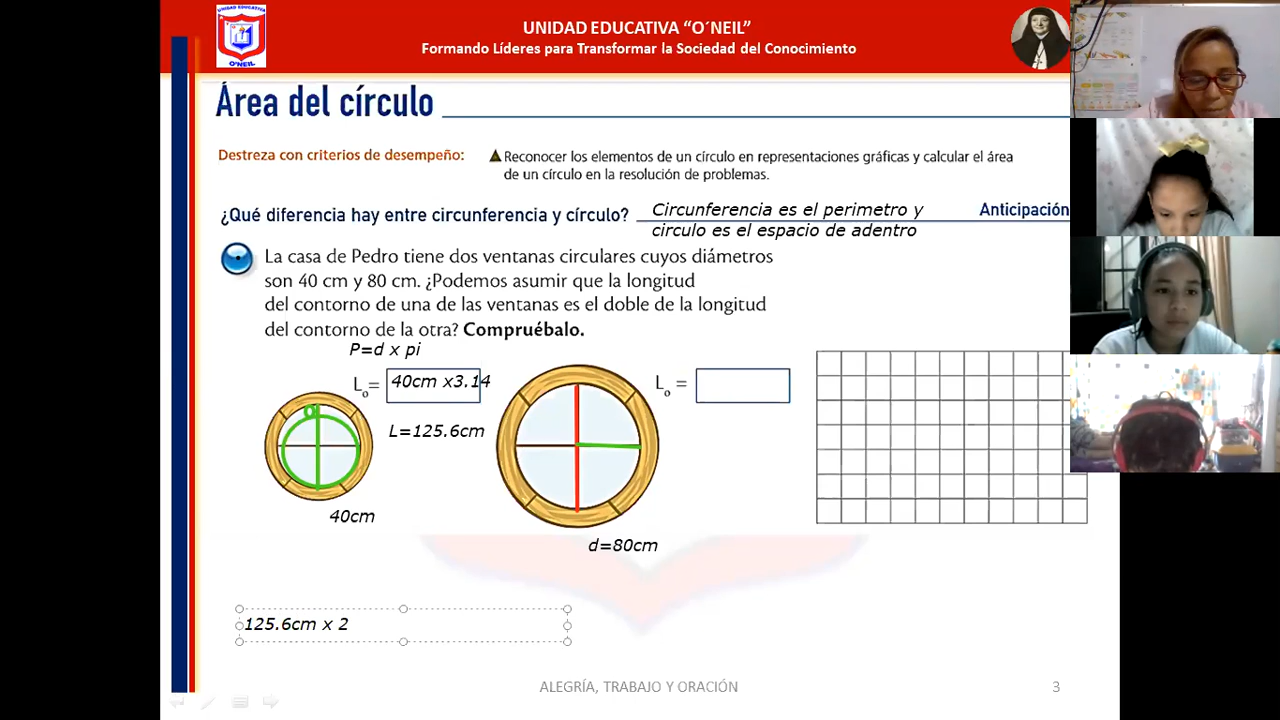 UNIDAD EDUCATIVA
O'NEIL
UNIDAD EDUCATIVA “O´NEIL”
Formando Líderes para Transformar la Sociedad del Conocimiento
Área del círculo
Destreza con criterios de desempeño:
Reconocer los elementos de un círculo en representaciones gráficas y calcular el área
de un círculo en la resolución de problemas.
¿Qué diferencia hay entre circunferencia y círculo?
Circunferencia es el perimetro y
circulo es el espacio de adentro
Anticipación
La casa de Pedro tiene dos ventanas circulares cuyos diámetros
son 40 cm y 80 cm. ¿Podemos asumir que la longitud
del contorno de una de las ventanas es el doble de la longitud
del contorno de la otra? Compruébalo.
P=d x pi
Lo= 40cm x3.14
L=125.6cm
40cm
Lo =
d=80cm
125.6cm x 2
ALEGRÍA, TRABAJO Y ORACIÓN
3